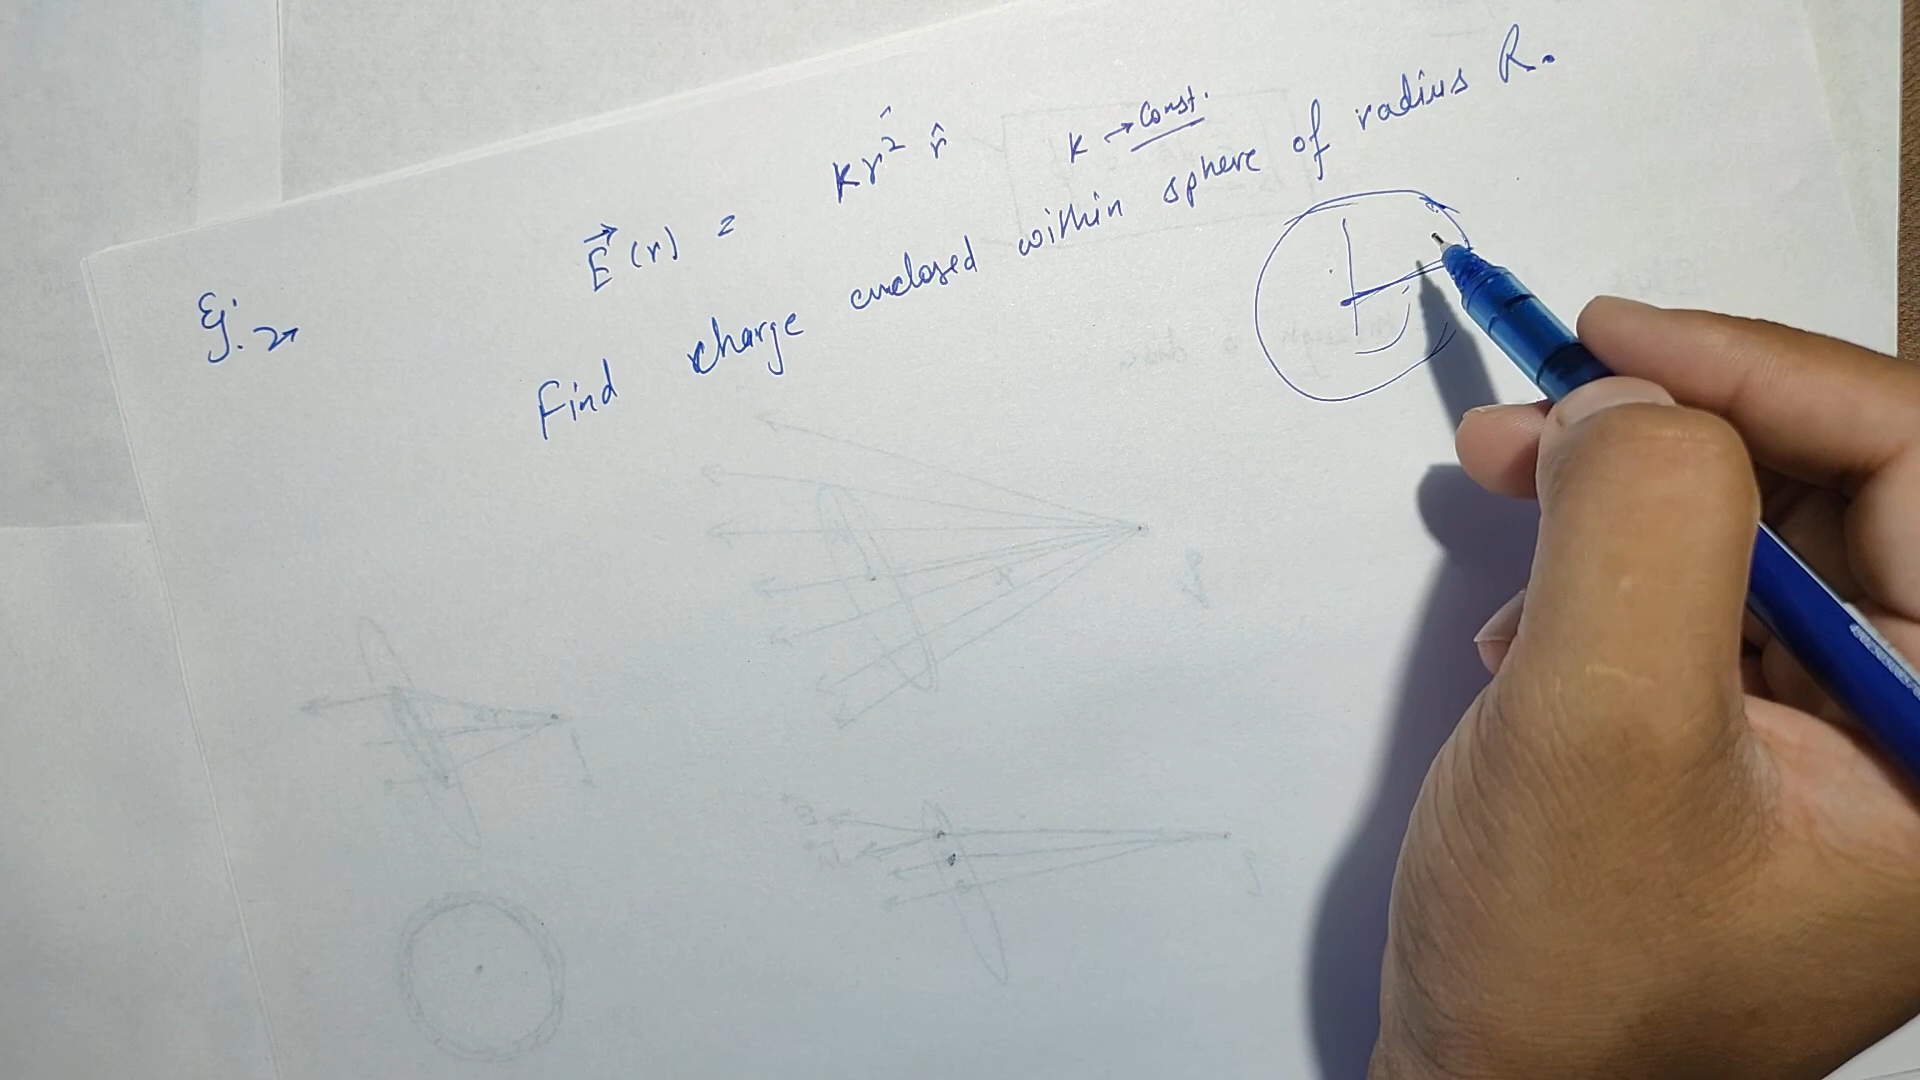 Eg. 2→ E⃗(r) = kr² r̂ k → Const.
Find charge enclosed within sphere of radius R.